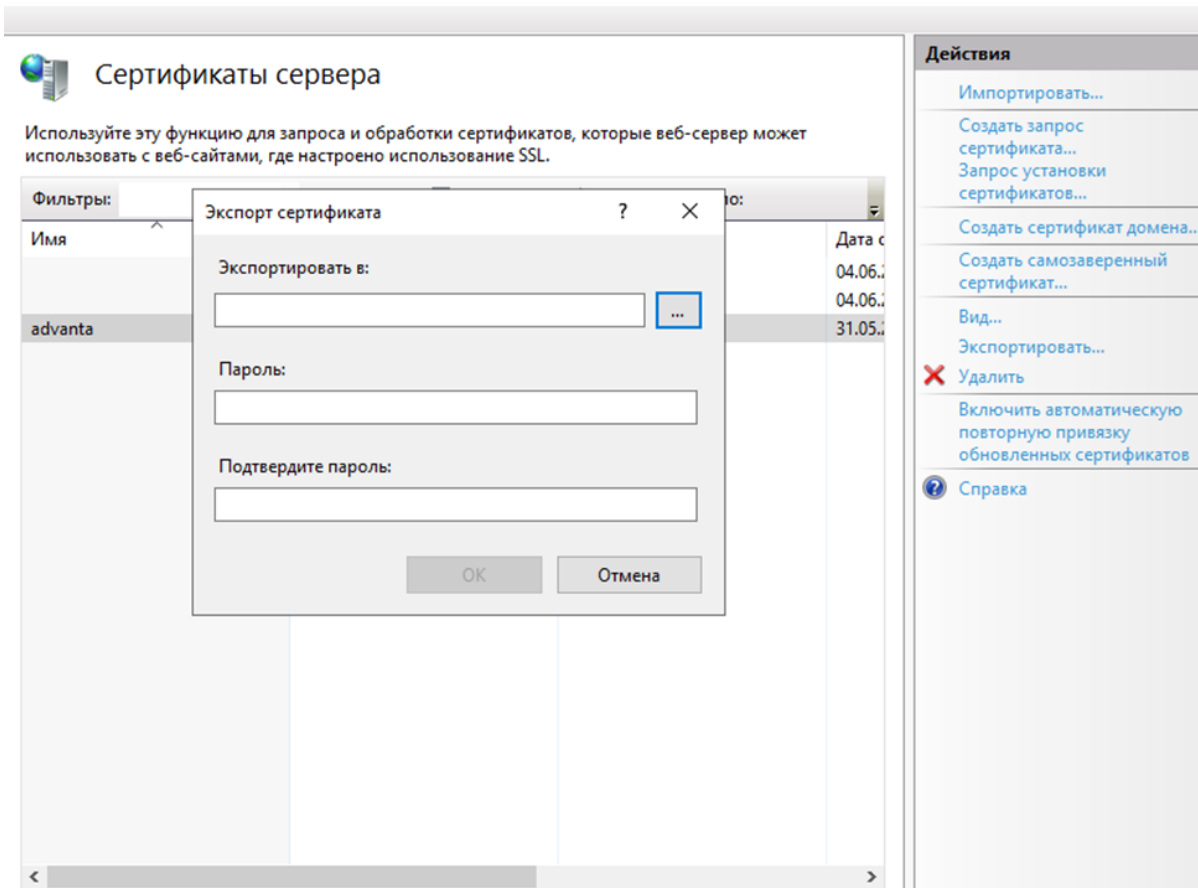 Сертификаты сервера
Используйте эту функцию для запроса и обработки сертификатов, которые веб-сервер может
использовать с веб-сайтами, где настроено использование SSL.
Фильтры:
Имя
Дата с
04.06.2
04.06.2
advanta
31.05.2
Экспорт сертификата
?
Экспортировать в:
...
Пароль:
Подтвердите пароль:
OK
Отмена
Действия
Импортировать...
Создать запрос
сертификата...
Запрос установки
сертификатов...
Создать сертификат домена...
Создать самозаверенный
сертификат...
Вид...
Экспортировать...
Удалить
Включить автоматическую
повторную привязку
обновленных сертификатов
Справка